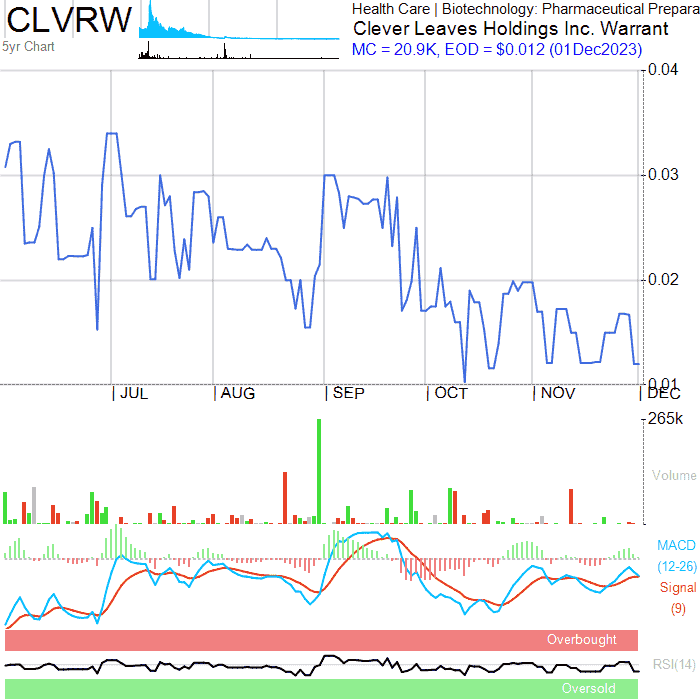 CLVRW
5yr Chart
Health Care | Biotechnology: Pharmaceutical Prepara
Clever Leaves Holdings Inc. Warrant
MC = 20.9K, EOD = $0.012 (01Dec2023)
0.04
0.03
0.02
0.01
JUL AUG SEP OCT NOV DEC
265k
Volume
MACD
(12-26)
Signal
(9)
Overbought
RSI(14)
Oversold